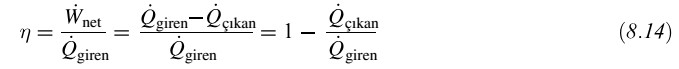 η = Ẇnet / Q̇giren = (Q̇giren − Q̇çıkan) / Q̇giren = 1 − Q̇çıkan / Q̇giren (8.14)